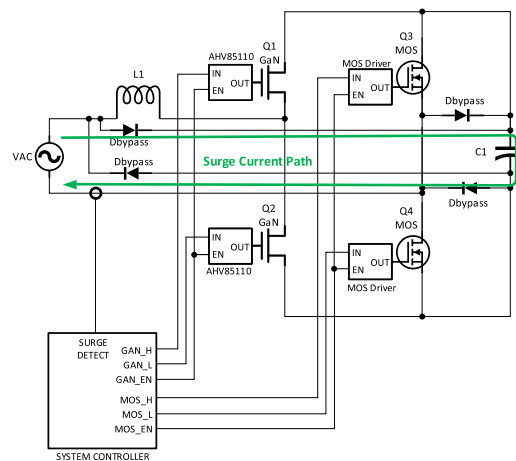 Q1
GaN
AHV85110
IN
EN
OUT
Q3
MOS
MOS Driver
IN
EN
OUT
L1
Dbypass
Dbypass
Dbypass
VAC
Surge Current Path
C1
Dbypass
Q2
GaN
IN
EN
OUT
AHV85110
Q4
MOS
IN
EN
OUT
MOS Driver
SURGE
DETECT
GAN_H
GAN_L
GAN_EN
MOS_H
MOS_L
MOS_EN
SYSTEM CONTROLLER